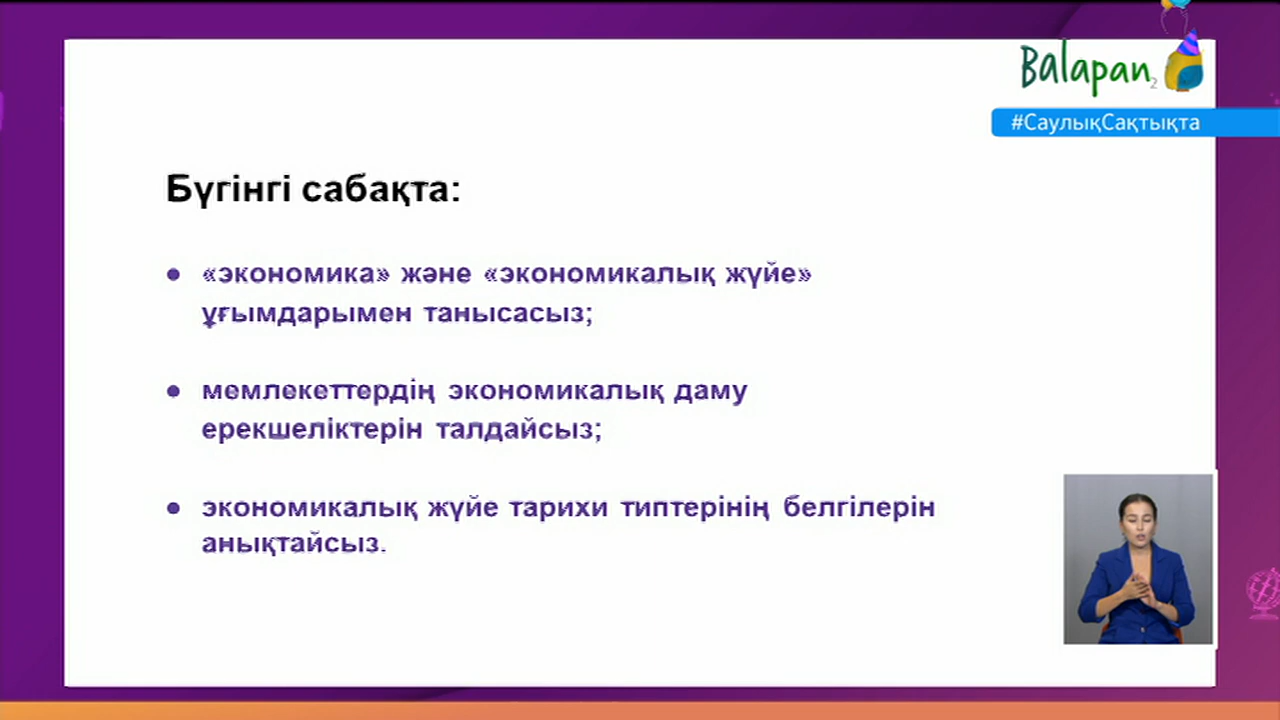 Balapan 2
#СаулықСақтықта
Бүгінгі сабақта:
• «экономика» және «экономикалық жүйе»
ұғымдарымен танысасыз;
• мемлекеттердің экономикалық даму
ерекшеліктерін талдайсыз;
• экономикалық жүйе тарихи типтерінің белгілерін
анықтайсыз.